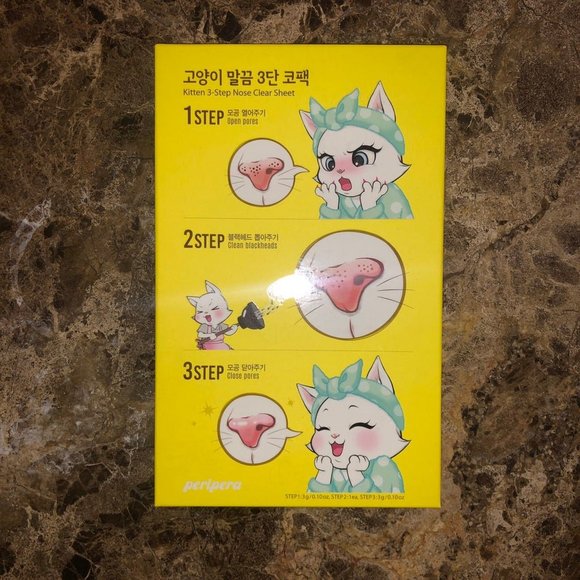 고양이 말끔 3단 코팩
Kitten 3-Step Nose Clear Sheet
1STEP 모공 열어주기
Open pores
2STEP 블랙헤드 뽑아주기
Clean blackheads
3STEP 모공 닫아주기
Close pores
peripera
STEP1:3g/0.10oz, STEP2:1ea, STEP3:3g/0.10oz